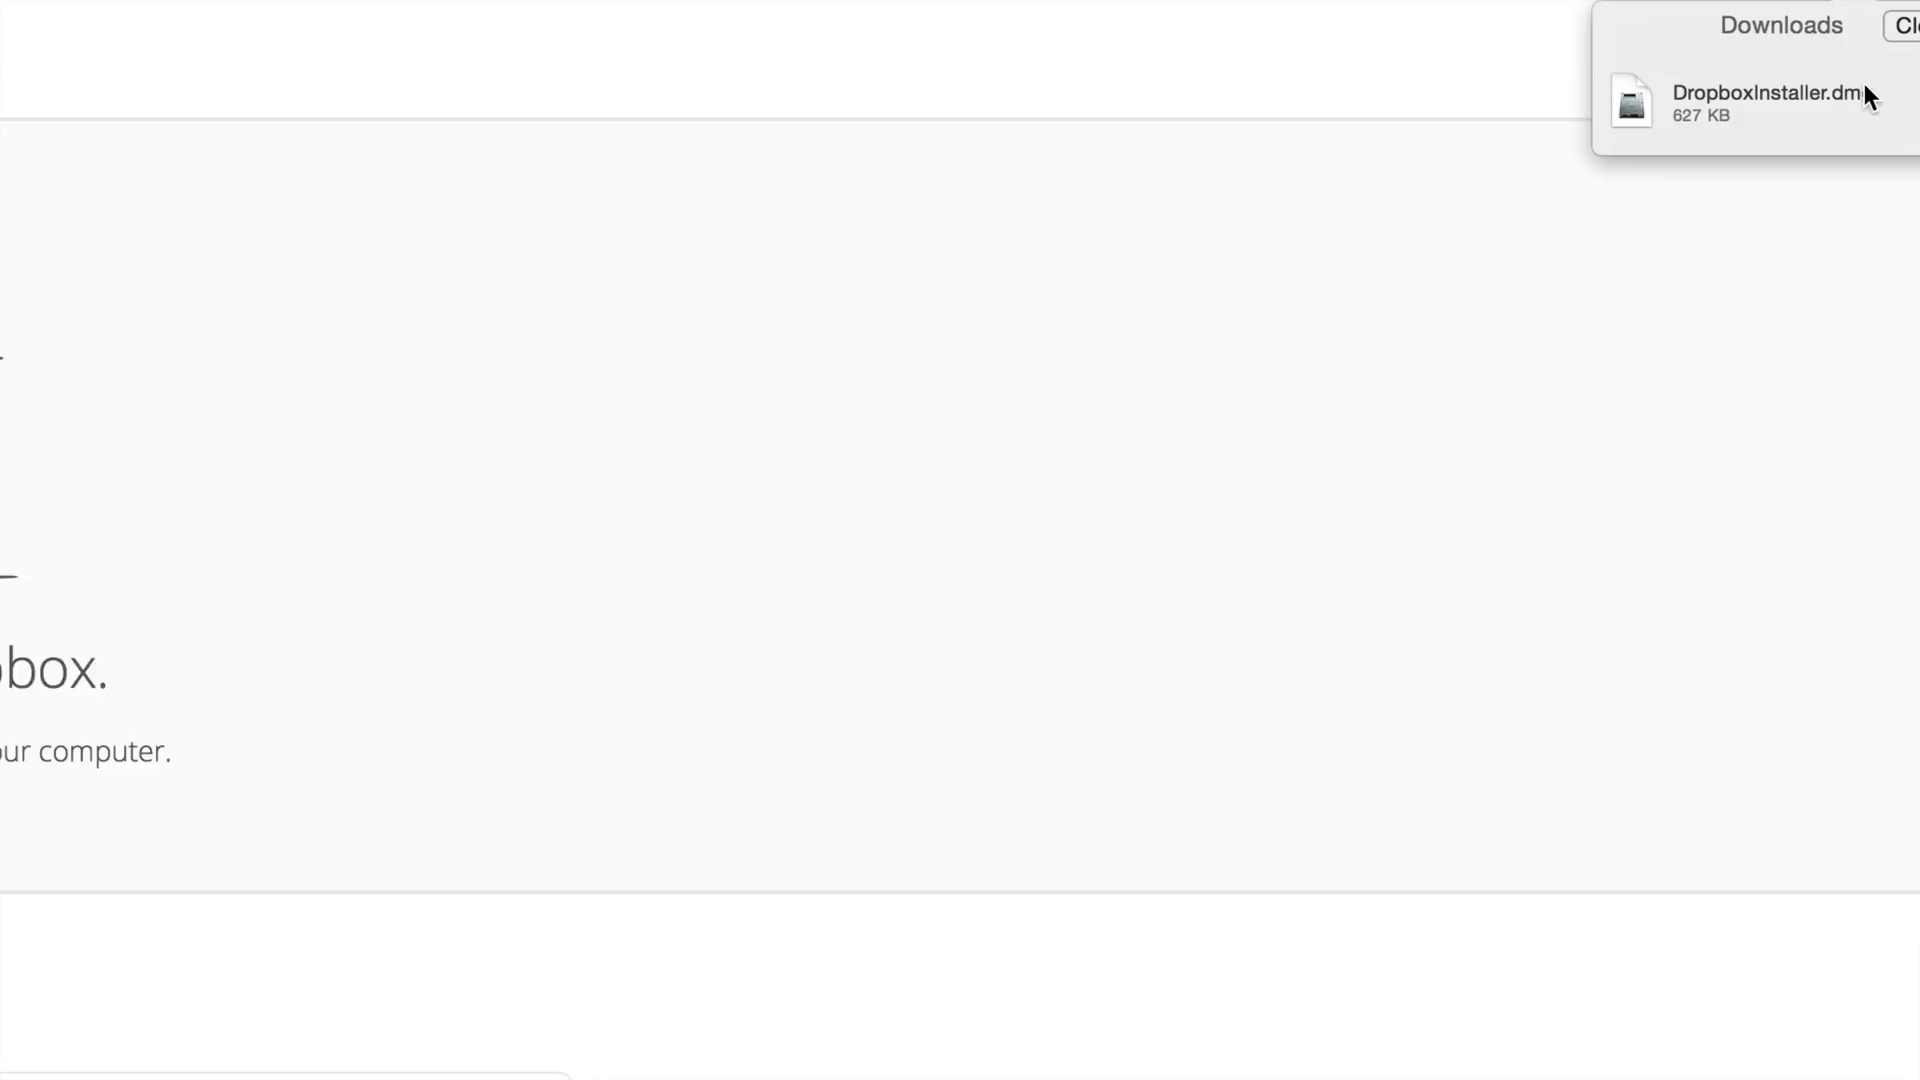 Downloads
DropboxInstaller.dm
627 KB
box.
ur computer.